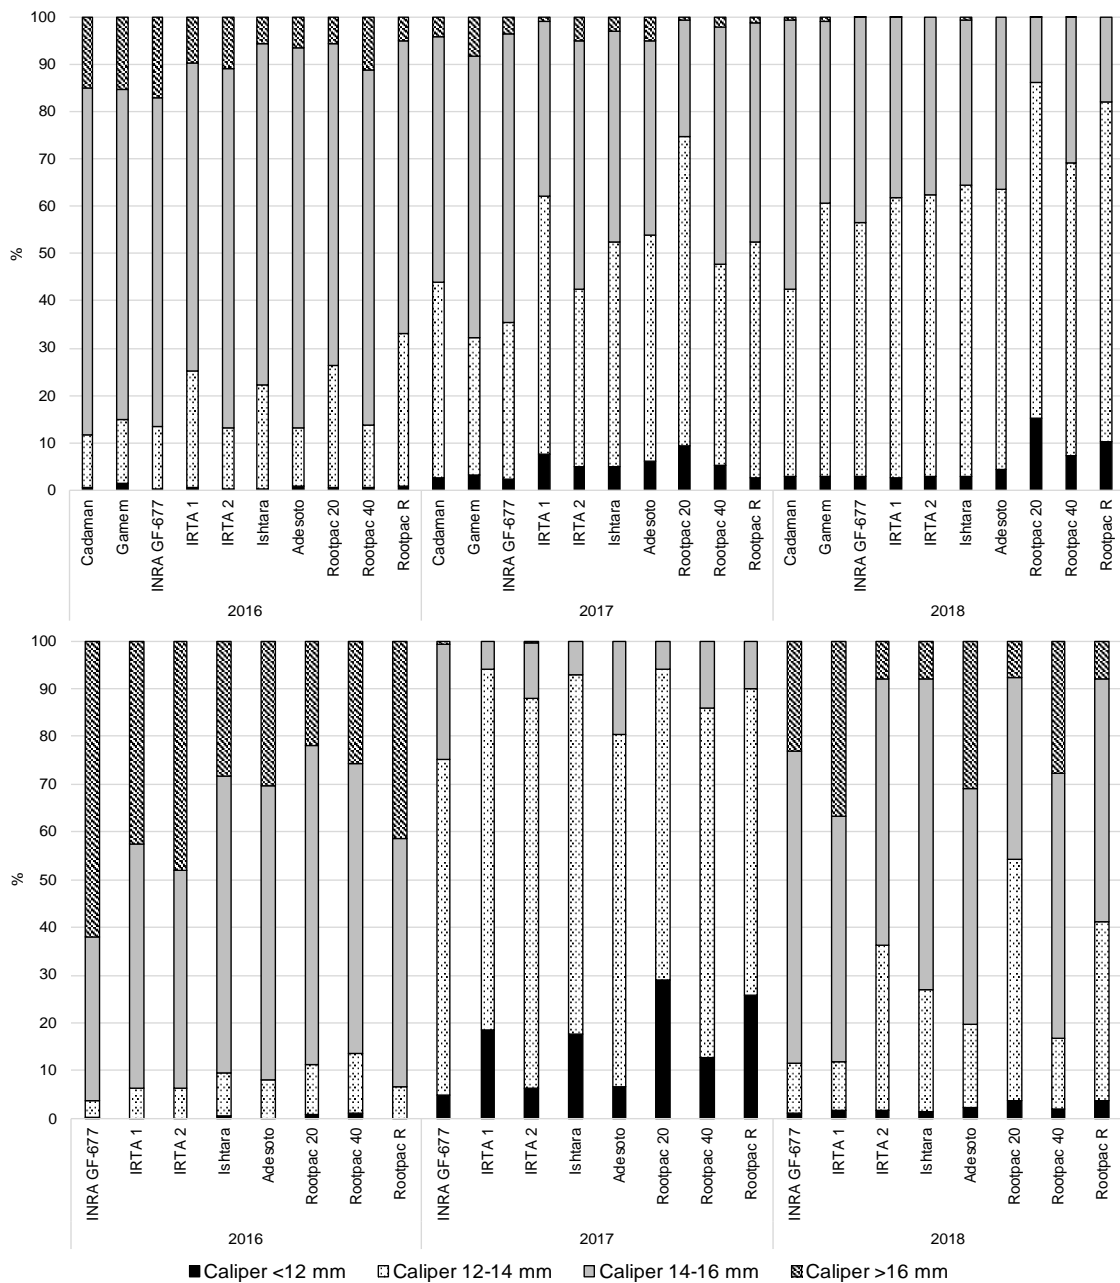 100
90
80
70
60
50
40
30
20
10
0
%
Cadaman
Garnem
INRA GF-677
IRTA 1
IRTA 2
Ishtara
Adesoto
Rootpac 20
Rootpac 40
Rootpac R
Cadaman
Garnem
INRA GF-677
IRTA 1
IRTA 2
Ishtara
Adesoto
Rootpac 20
Rootpac 40
Rootpac R
Cadaman
Garnem
INRA GF-677
IRTA 1
IRTA 2
Ishtara
Adesoto
Rootpac 20
Rootpac 40
Rootpac R
2016 2017 2018
100
90
80
70
60
50
40
30
20
10
0
%
INRA GF-677
IRTA 1
IRTA 2
Ishtara
Adesoto
Rootpac 20
Rootpac 40
Rootpac R
INRA GF-677
IRTA 1
IRTA 2
Ishtara
Adesoto
Rootpac 20
Rootpac 40
Rootpac R
INRA GF-677
IRTA 1
IRTA 2
Ishtara
Adesoto
Rootpac 20
Rootpac 40
Rootpac R
2016 2017 2018
Caliper <12 mm Caliper 12-14 mm Caliper 14-16 mm Caliper >16 mm